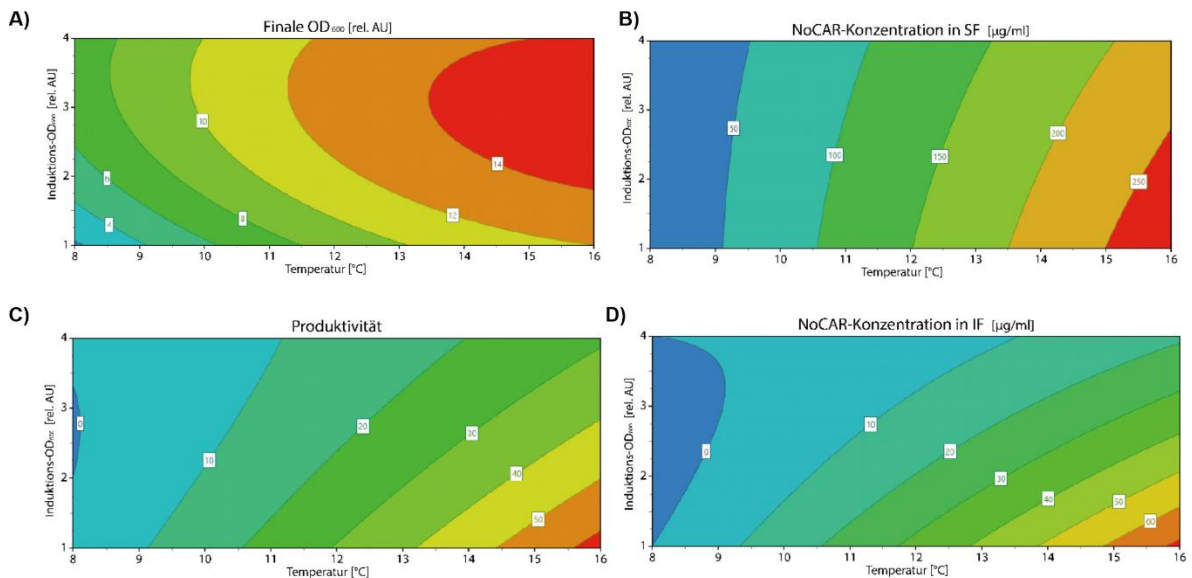 A)
Finale OD600 [rel. AU]
Induktions-OD600 [rel. AU]
4
3
2
1
10
6
4
8
12
14
8 9 10 11 12 13 14 15 16
Temperatur [°C]
B)
NoCAR-Konzentration in SF [µg/ml]
Induktions-OD600 [rel. AU]
4
3
2
1
50
100
150
200
250
8 9 10 11 12 13 14 15 16
Temperatur [°C]
C)
Produktivität
Induktions-OD600 [rel. AU]
4
3
2
1
0
10
20
30
40
50
8 9 10 11 12 13 14 15 16
Temperatur [°C]
D)
NoCAR-Konzentration in IF [µg/ml]
Induktions-OD600 [rel. AU]
4
3
2
1
0
10
20
30
40
50
60
8 9 10 11 12 13 14 15 16
Temperatur [°C]